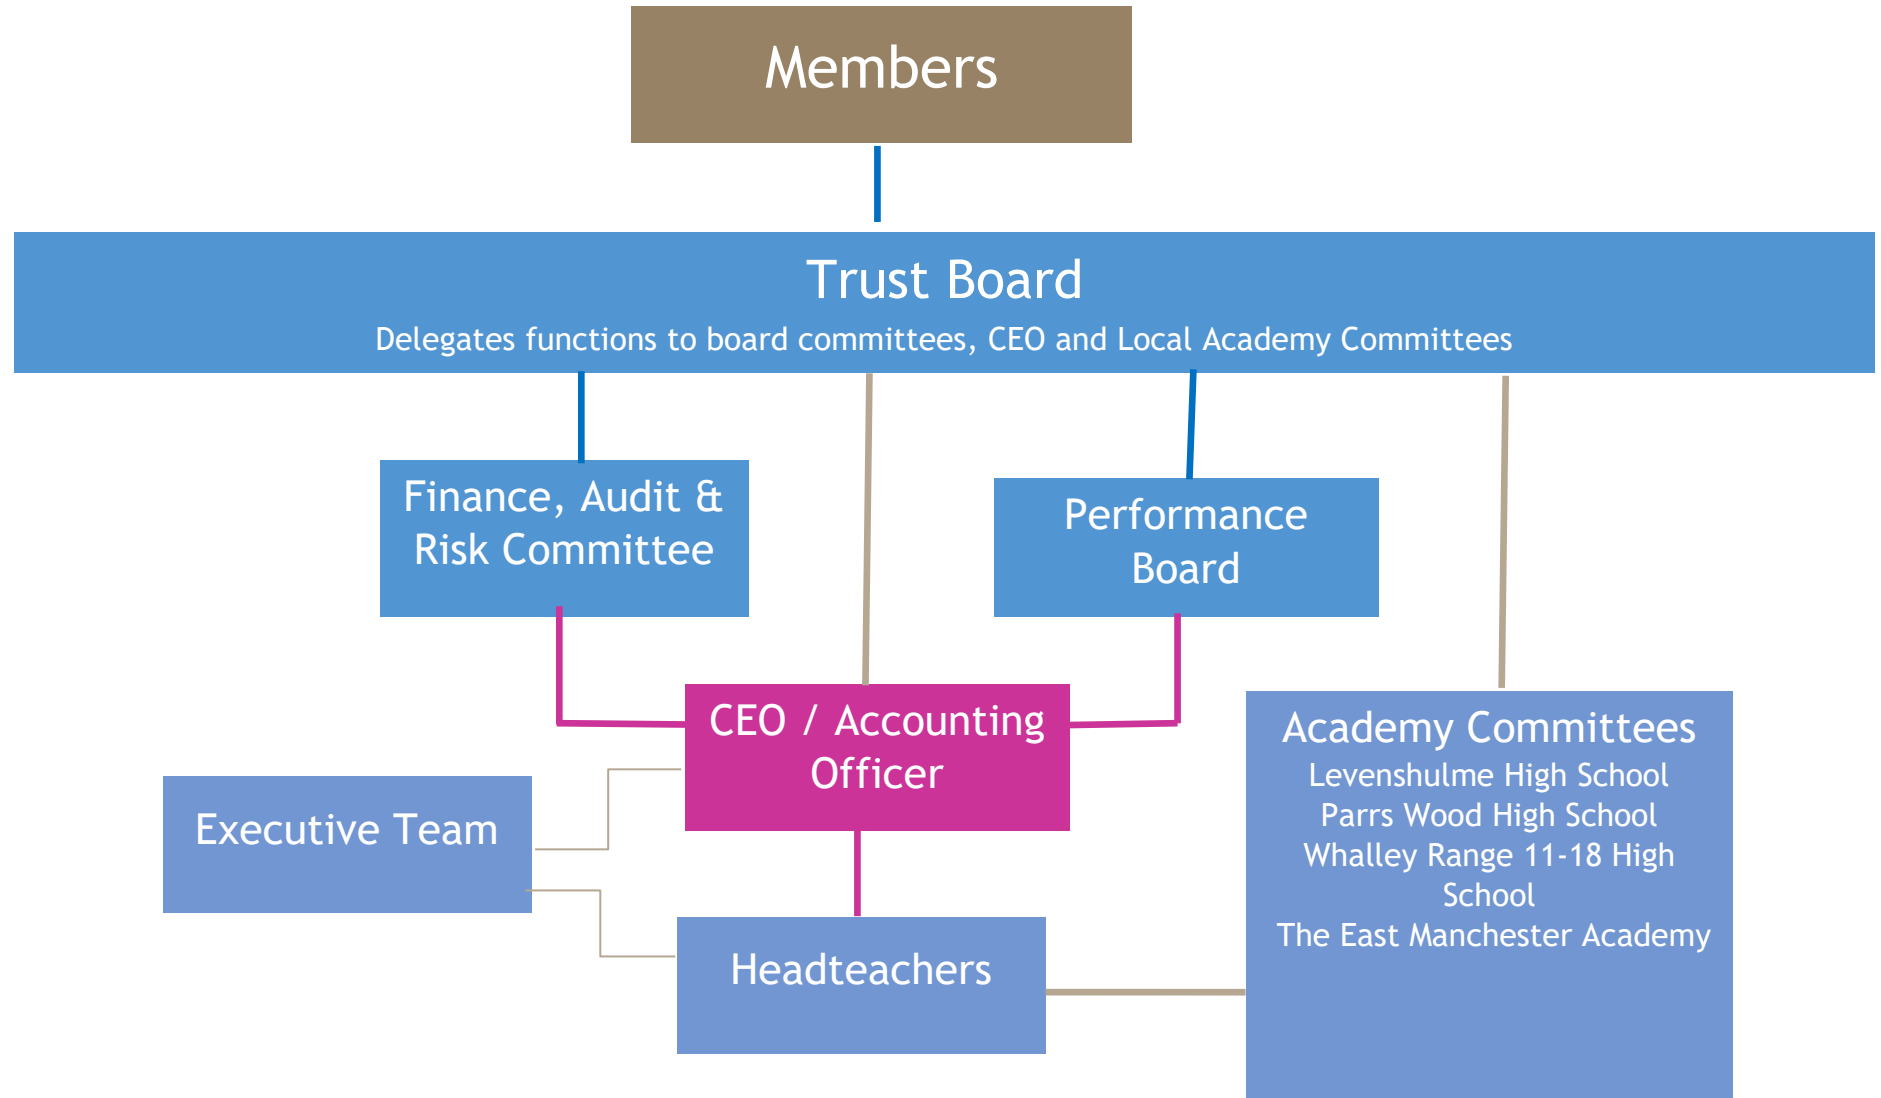 Members
Trust Board
Delegates functions to board committees, CEO and Local Academy Committees
Finance, Audit &
Risk Committee
Performance
Board
CEO / Accounting
Officer
Academy Committees
Levenshulme High School
Parrs Wood High School
Whalley Range 11-18 High
School
The East Manchester Academy
Executive Team
Headteachers